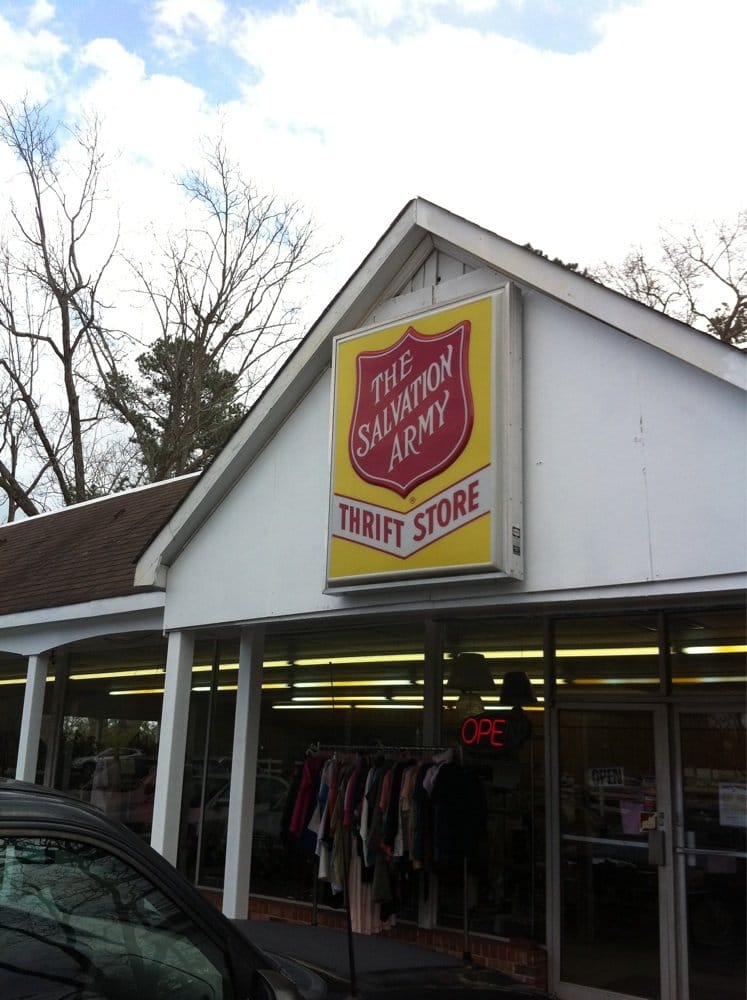 THE
SALVATION
ARMY
THRIFT STORE
OPE
OPEN